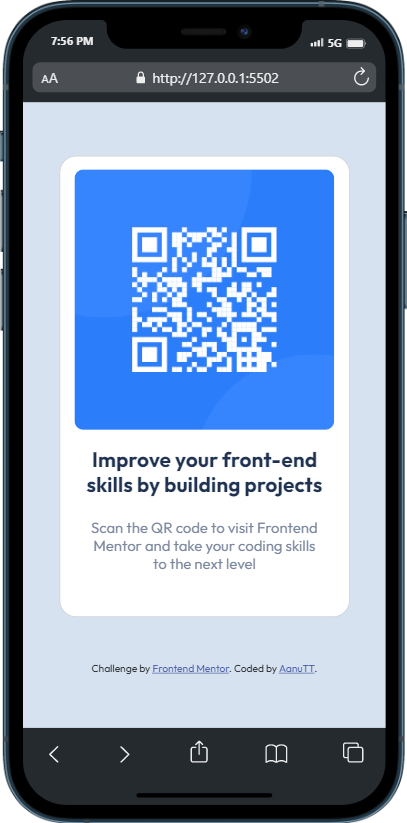 7:56 PM
5G
AA
http://127.0.0.1:5502
Improve your front-end
skills by building projects
Scan the QR code to visit Frontend
Mentor and take your coding skills
to the next level
Challenge by Frontend Mentor. Coded by AanuTT.